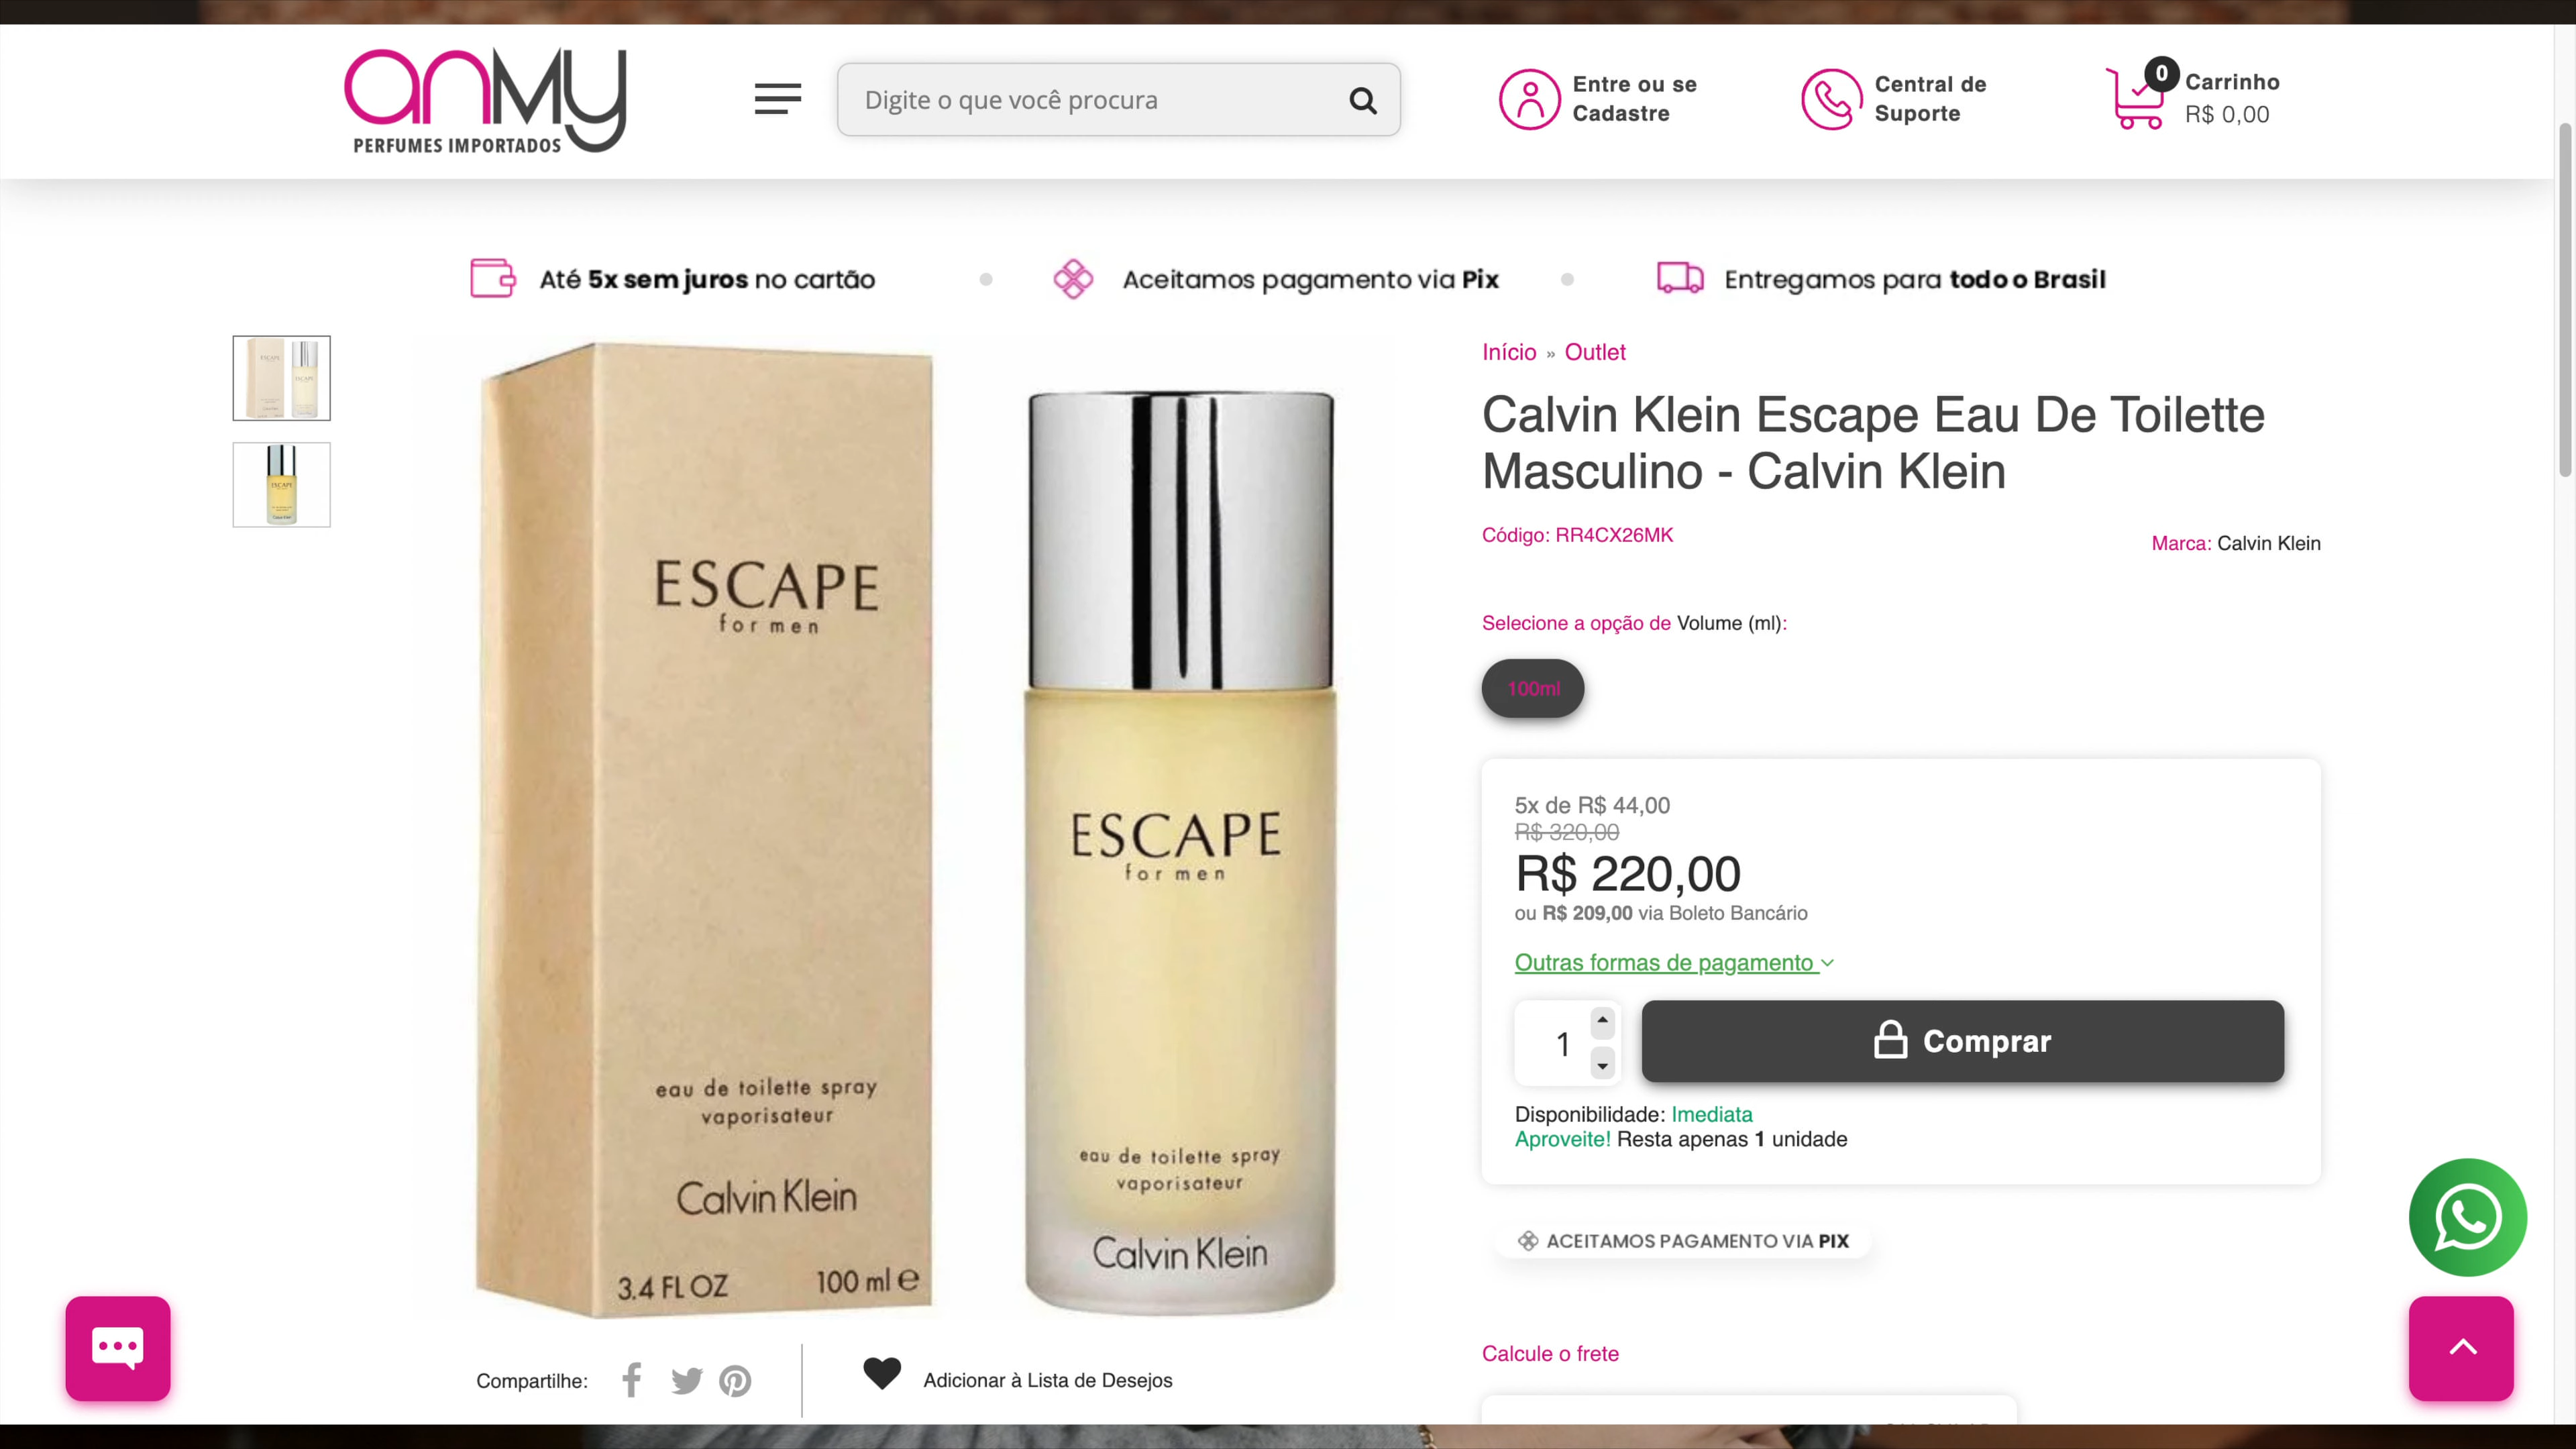 anMy
PERFUMES IMPORTADOS
Digite o que você procura
Entre ou se
Cadastre
Central de
Suporte
0
Carrinho
R$ 0,00
Até 5x sem juros no cartão
Aceitamos pagamento via Pix
Entregamos para todo o Brasil
ESCAPE
for men
eau de toilette spray
vaporisateur
Calvin Klein
3.4 FL OZ 100 ml e
ESCAPE
for men
eau de toilette spray
vaporisateur
Calvin Klein
Início » Outlet
Calvin Klein Escape Eau De Toilette
Masculino - Calvin Klein
Código: RR4CX26MK
Marca: Calvin Klein
Selecione a opção de Volume (ml):
100ml
5x de R$ 44,00
R$ 320,00
R$ 220,00
ou R$ 209,00 via Boleto Bancário
Outras formas de pagamento
1
Comprar
Disponibilidade: Imediata
Aproveite! Resta apenas 1 unidade
ACEITAMOS PAGAMENTO VIA PIX
Calcule o frete
Compartilhe:
Adicionar à Lista de Desejos